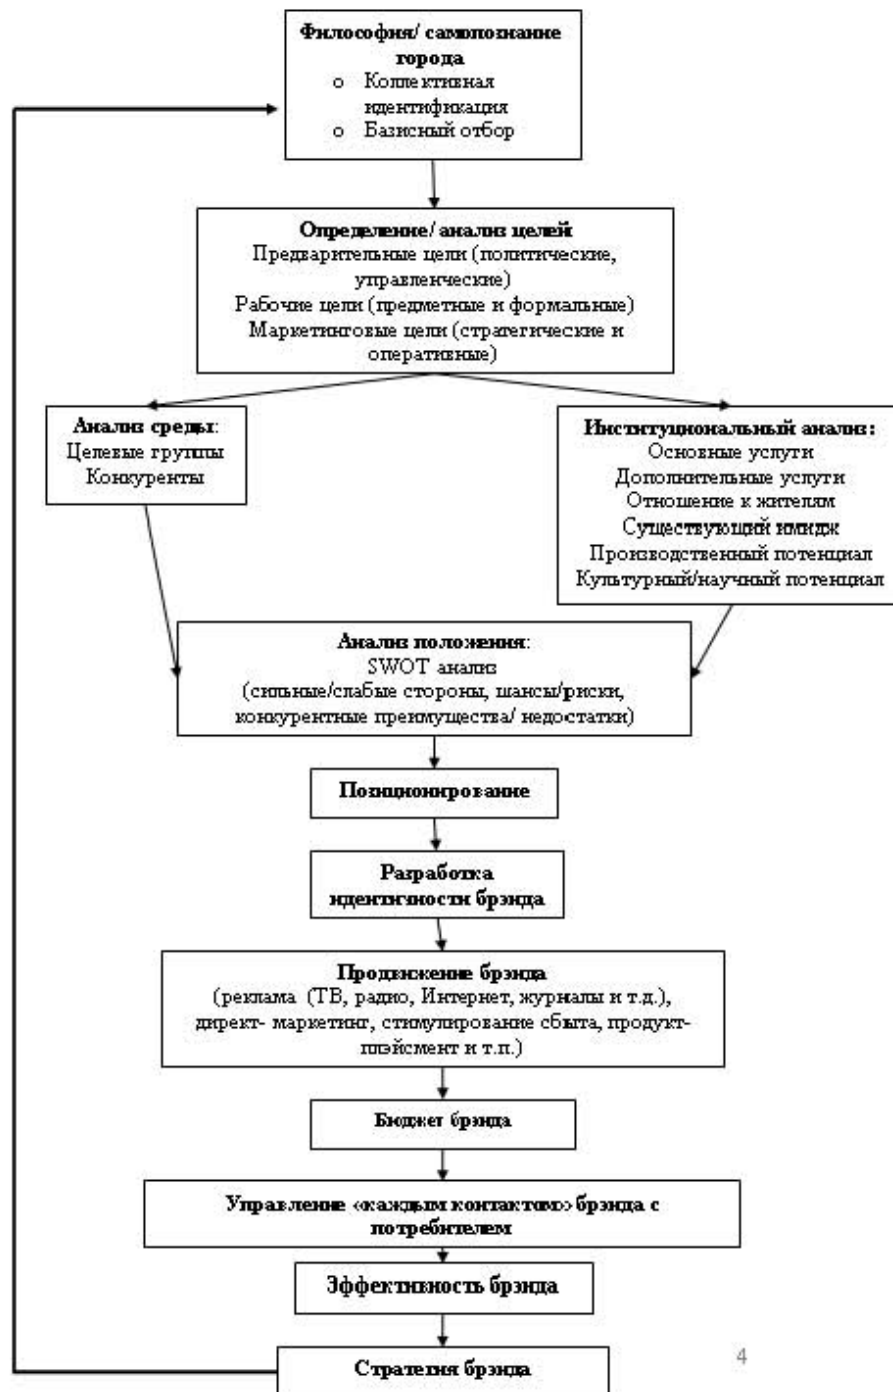 Философия/ самопознание
города
o Коллективная
идентификация
o Базисный отбор
Определение/ анализ целей
Предварительные цели (политические,
управленческие)
Рабочие цели (предметные и формальные)
Маркетинговые цели (стратегические и
оперативные)
Анализ среды:
Целевые группы
Конкуренты
Институциональный анализ:
Основные услуги
Дополнительные услуги
Отношение к жителям
Существующий имидж
Производственный потенциал
Культурный/научный потенциал
Анализ положения:
SWOT анализ
(сильные/слабые стороны, шансы/риски,
конкурентные преимущества/ недостатки)
Позиционирование
Разработка
идентичности брэнда
Продвижение брэнда
(реклама (ТВ, радио, Интернет, журналы и т.д.),
директ- маркетинг, стимулирование сбыта, продукт-
плэйсмент и т.п.)
Бюджет брэнда
Управление «каждым контактом» брэнда с
потребителем
Эффективность брэнда
Стратегия брэнда
4